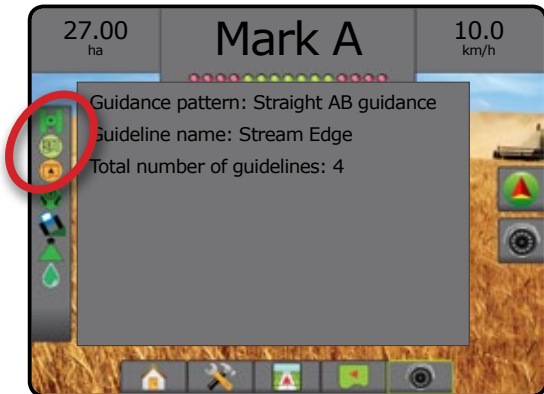 27.00
ha
Mark A
10.0
km/h
Guidance pattern: Straight AB guidance
Guideline name: Stream Edge
Total number of guidelines: 4